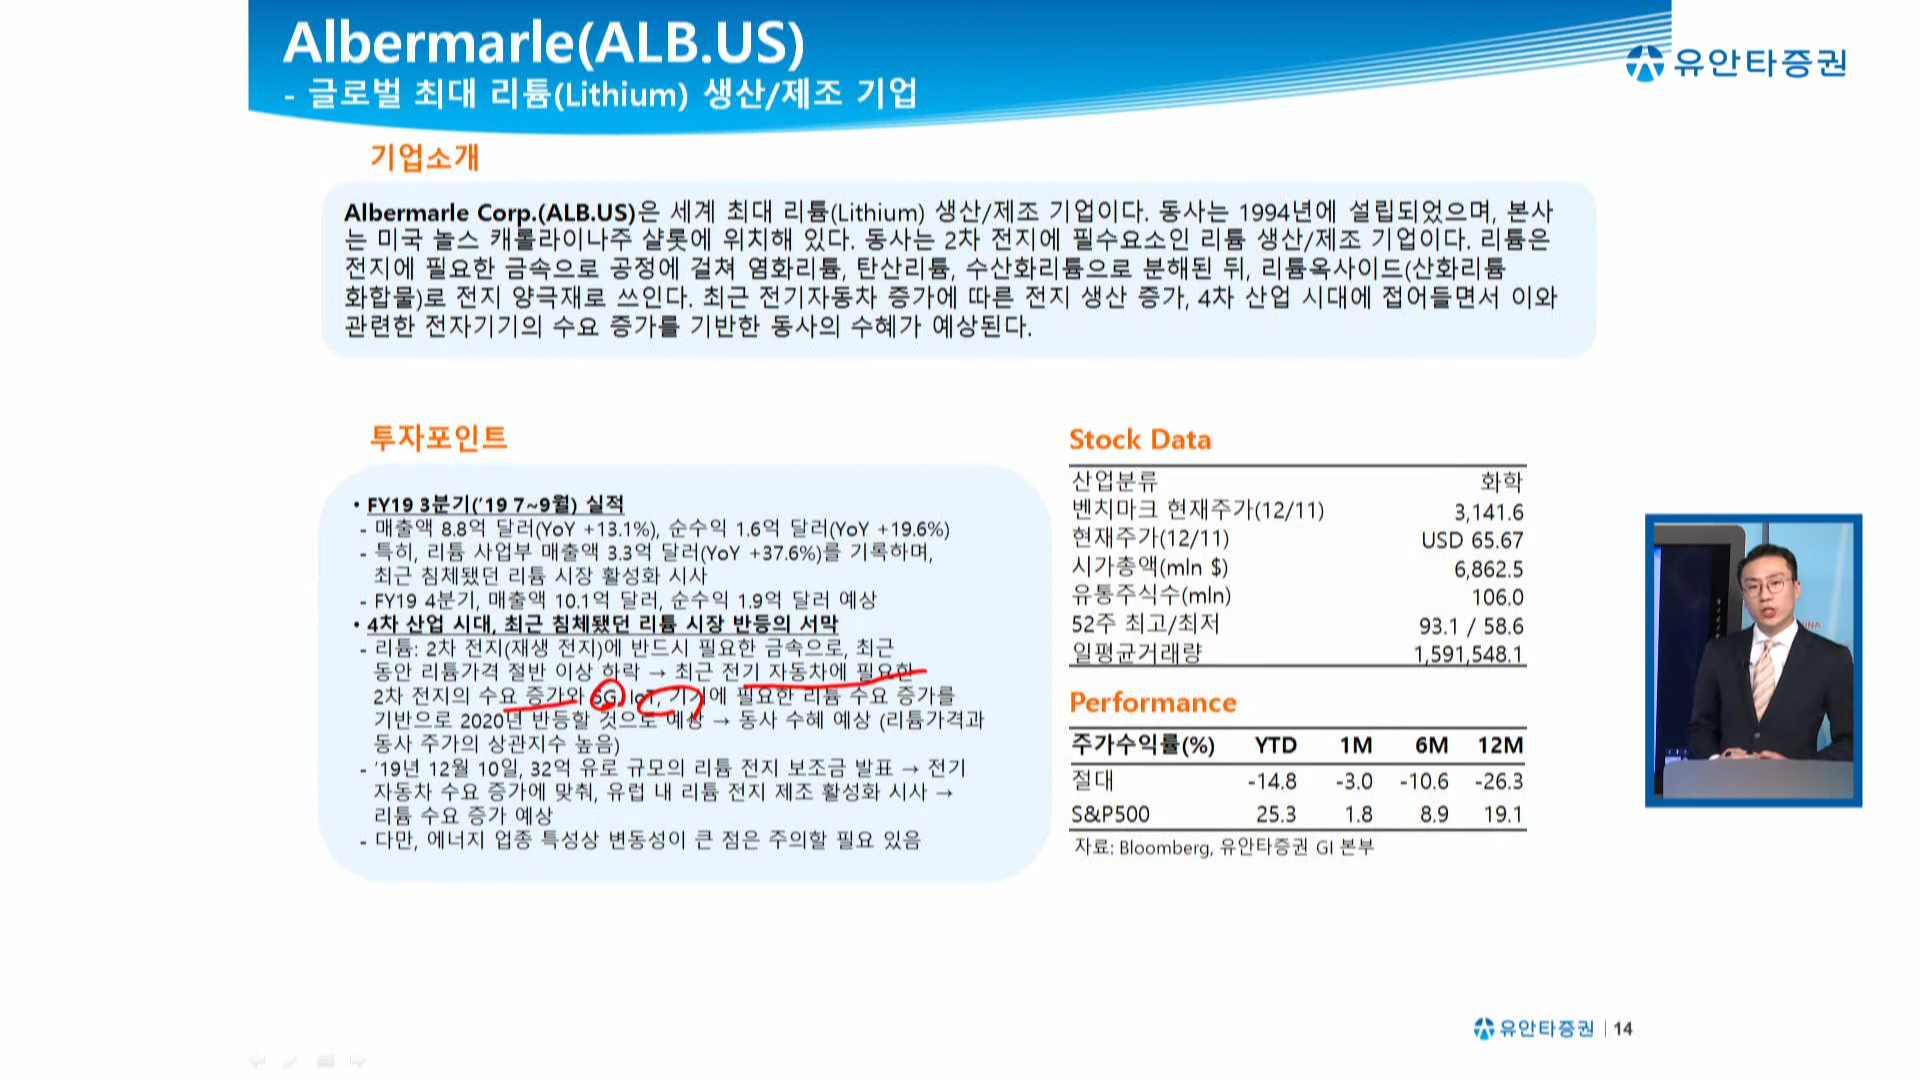 Albermarle(ALB.US)
- 글로벌 최대 리튬(Lithium) 생산/제조 기업
유안타증권
기업소개
Albermarle Corp.(ALB.US)은 세계 최대 리튬(Lithium) 생산/제조 기업이다. 동사는 1994년에 설립되었으며, 본사
는 미국 놀스 캐롤라이나주 샬롯에 위치해 있다. 동사는 2차 전지에 필수요소인 리튬 생산/제조 기업이다. 리튬은
전지에 필요한 금속으로 공정에 걸쳐 염화리튬, 탄산리튬, 수산화리튬으로 분해된 뒤, 리튬옥사이드(산화리튬
화합물)로 전지 양극재로 쓰인다. 최근 전기자동차 증가에 따른 전지 생산 증가, 4차 산업 시대에 접어들면서 이와
관련한 전자기기의 수요 증가를 기반한 동사의 수혜가 예상된다.
투자포인트
• FY19 3분기('19 7~9월) 실적
- 매출액 8.8억 달러(YoY +13.1%), 순수익 1.6억 달러(YoY +19.6%)
- 특히, 리튬 사업부 매출액 3.3억 달러(YoY +37.6%)를 기록하며,
최근 침체됐던 리튬 시장 활성화 시사
- FY19 4분기, 매출액 10.1억 달러, 순수익 1.9억 달러 예상
• 4차 산업 시대, 최근 침체됐던 리튬 시장 반등의 서막
- 리튬: 2차 전지(재생 전지)에 반드시 필요한 금속으로, 최근
동안 리튬가격 절반 이상 하락 → 최근 전기 자동차에 필요한
2차 전지의 수요 증가와 5G, IoT, 기기에 필요한 리튬 수요 증가를
기반으로 2020년 반등할 것으로 예상 → 동사 수혜 예상 (리튬가격과
동사 주가의 상관지수 높음)
- '19년 12월 10일, 32억 유로 규모의 리튬 전지 보조금 발표 → 전기
자동차 수요 증가에 맞춰, 유럽 내 리튬 전지 제조 활성화 시사 →
리튬 수요 증가 예상
- 다만, 에너지 업종 특성상 변동성이 큰 점은 주의할 필요 있음
Stock Data
산업분류 화학
벤치마크 현재주가(12/11) 3,141.6
현재주가(12/11) USD 65.67
시가총액(mln $) 6,862.5
유통주식수(mln) 106.0
52주 최고/최저 93.1 / 58.6
일평균거래량 1,591,548.1
Performance
주가수익률(%) YTD 1M 6M 12M
절대 -14.8 -3.0 -10.6 -26.3
S&P500 25.3 1.8 8.9 19.1
자료: Bloomberg, 유안타증권 GI 본부
유안타증권 | 14